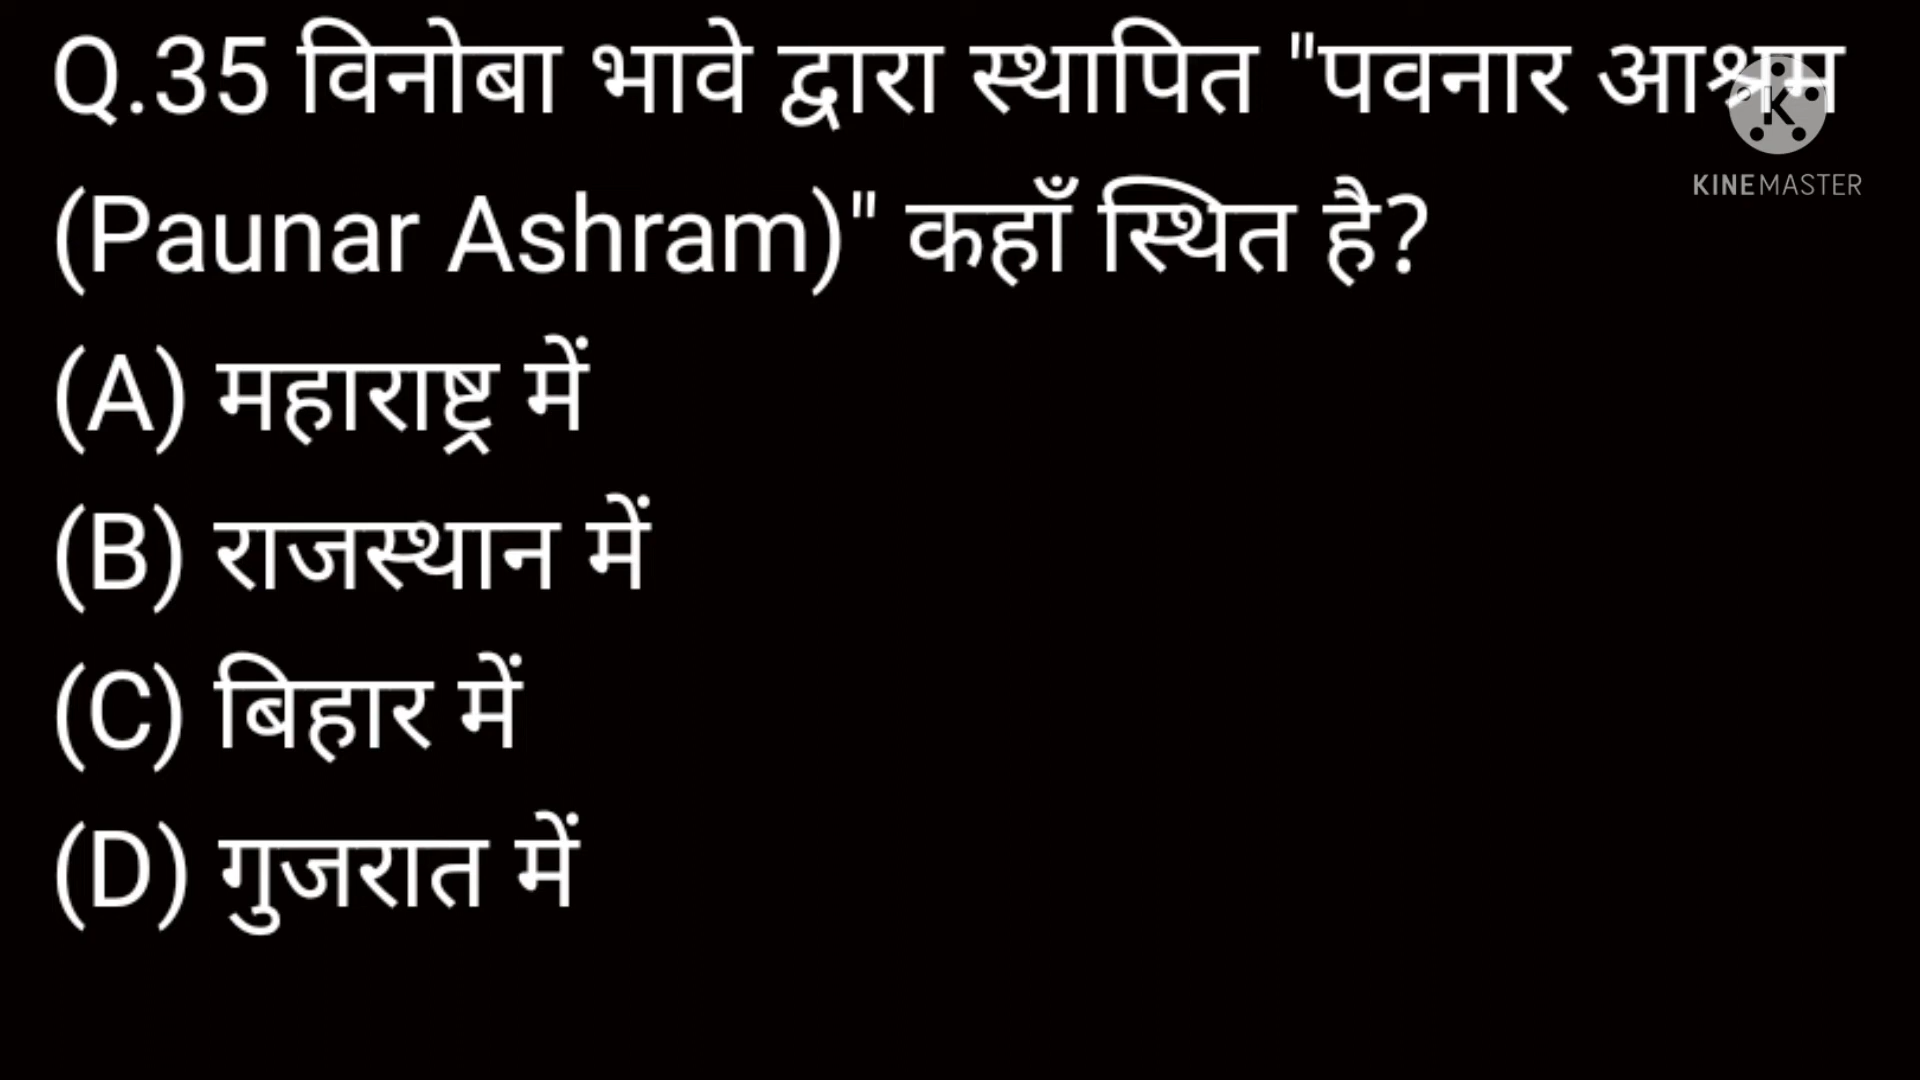 Q.35 विनोबा भावे द्वारा स्थापित "पवनार आश्रम
(Paunar Ashram)" कहाँ स्थित है?
(A) महाराष्ट्र में
(B) राजस्थान में
(C) बिहार में
(D) गुजरात में
K
KINEMASTER